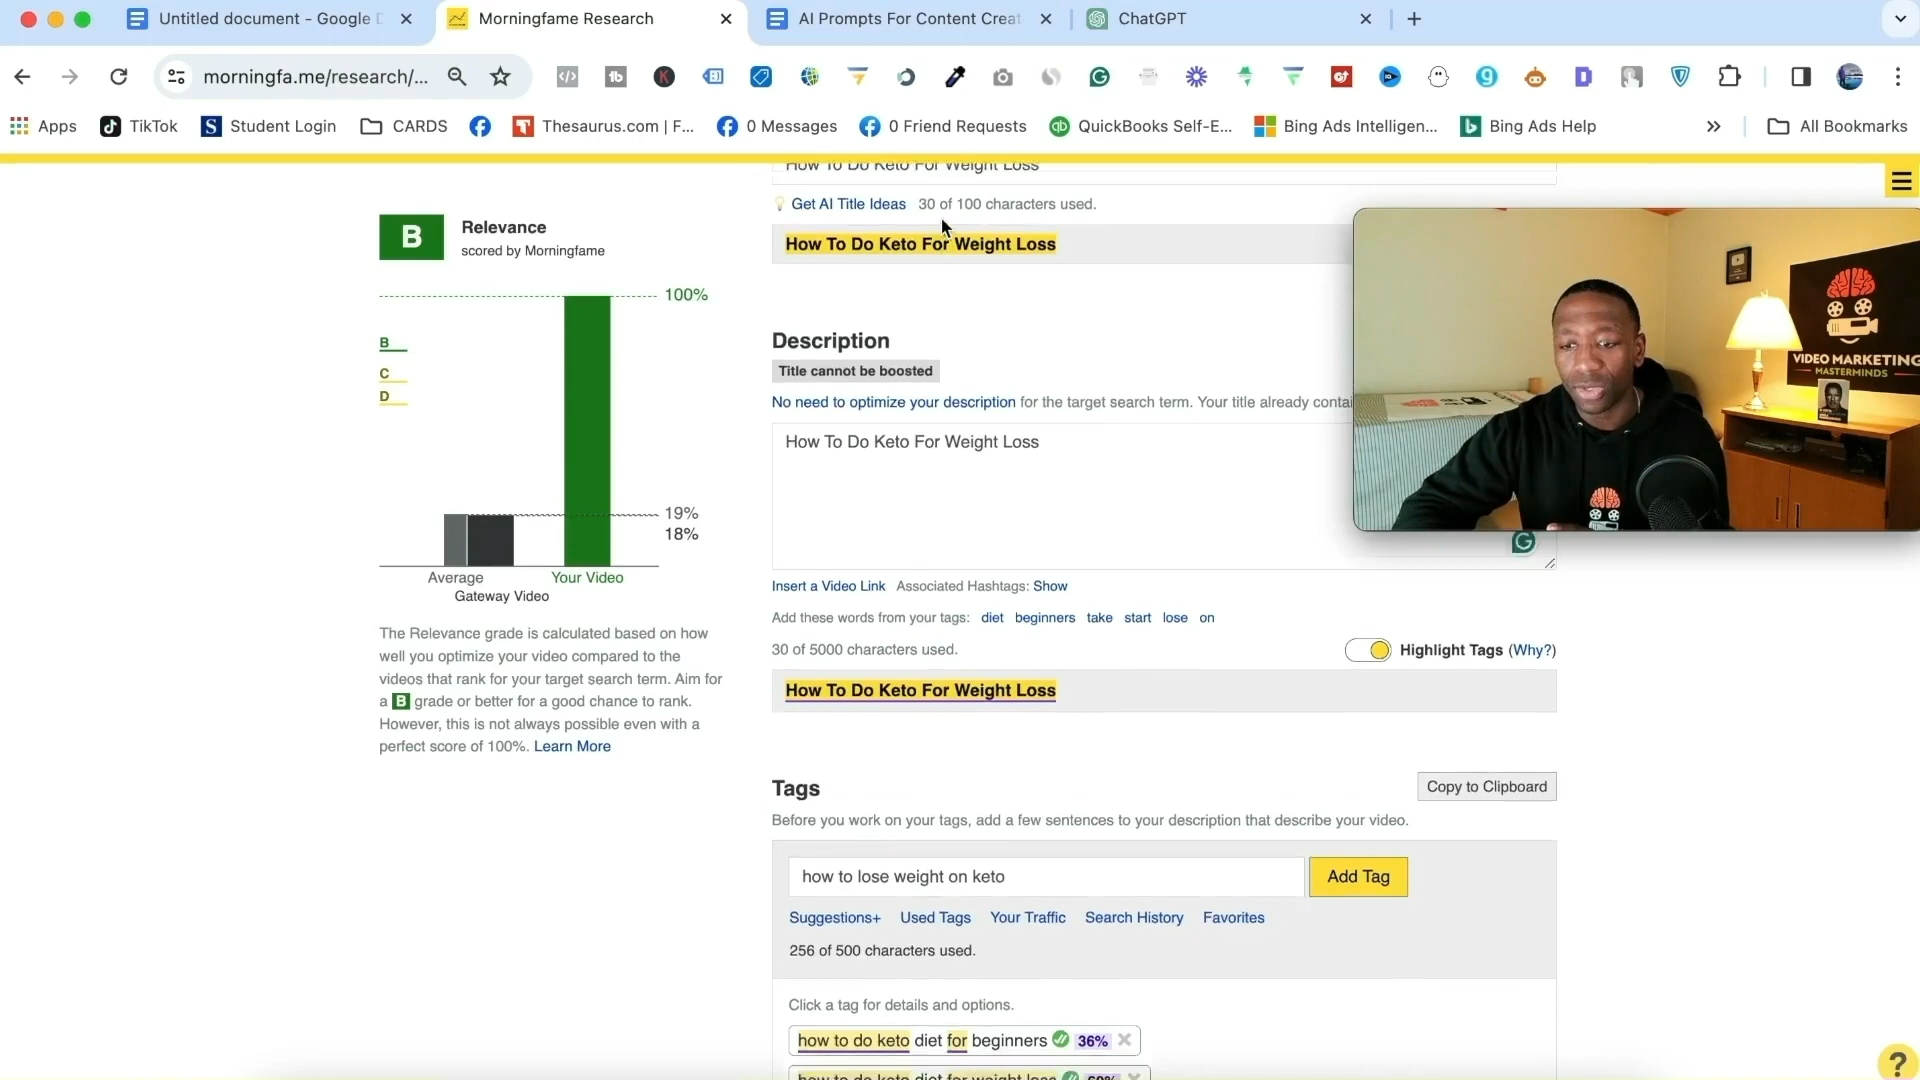 Untitled document - Google D
Morningfame Research
AI Prompts For Content Creat
ChatGPT
morningfa.me/research/...
Apps
TikTok
Student Login
CARDS
Thesaurus.com | F...
0 Messages
0 Friend Requests
QuickBooks Self-E...
Bing Ads Intelligen...
Bing Ads Help
All Bookmarks
How To Do Keto For Weight Loss
Get AI Title Ideas 30 of 100 characters used.
How To Do Keto For Weight Loss
B
Relevance
scored by Morningfame
100%
B
C
D
19%
18%
Average
Your Video
Gateway Video
The Relevance grade is calculated based on how
well you optimize your video compared to the
videos that rank for your target search term. Aim for
a B grade or better for a good chance to rank.
However, this is not always possible even with a
perfect score of 100%. Learn More
Description
Title cannot be boosted
No need to optimize your description for the target search term. Your title already contai
How To Do Keto For Weight Loss
Insert a Video Link Associated Hashtags: Show
Add these words from your tags: diet beginners take start lose on
30 of 5000 characters used.
Highlight Tags (Why?)
How To Do Keto For Weight Loss
Tags
Copy to Clipboard
Before you work on your tags, add a few sentences to your description that describe your video.
how to lose weight on keto
Add Tag
Suggestions+ Used Tags Your Traffic Search History Favorites
256 of 500 characters used.
Click a tag for details and options.
how to do keto diet for beginners 36%
how to do keto diet for weight loss 60%
VIDEO MARKETING
MASTERMINDS
?